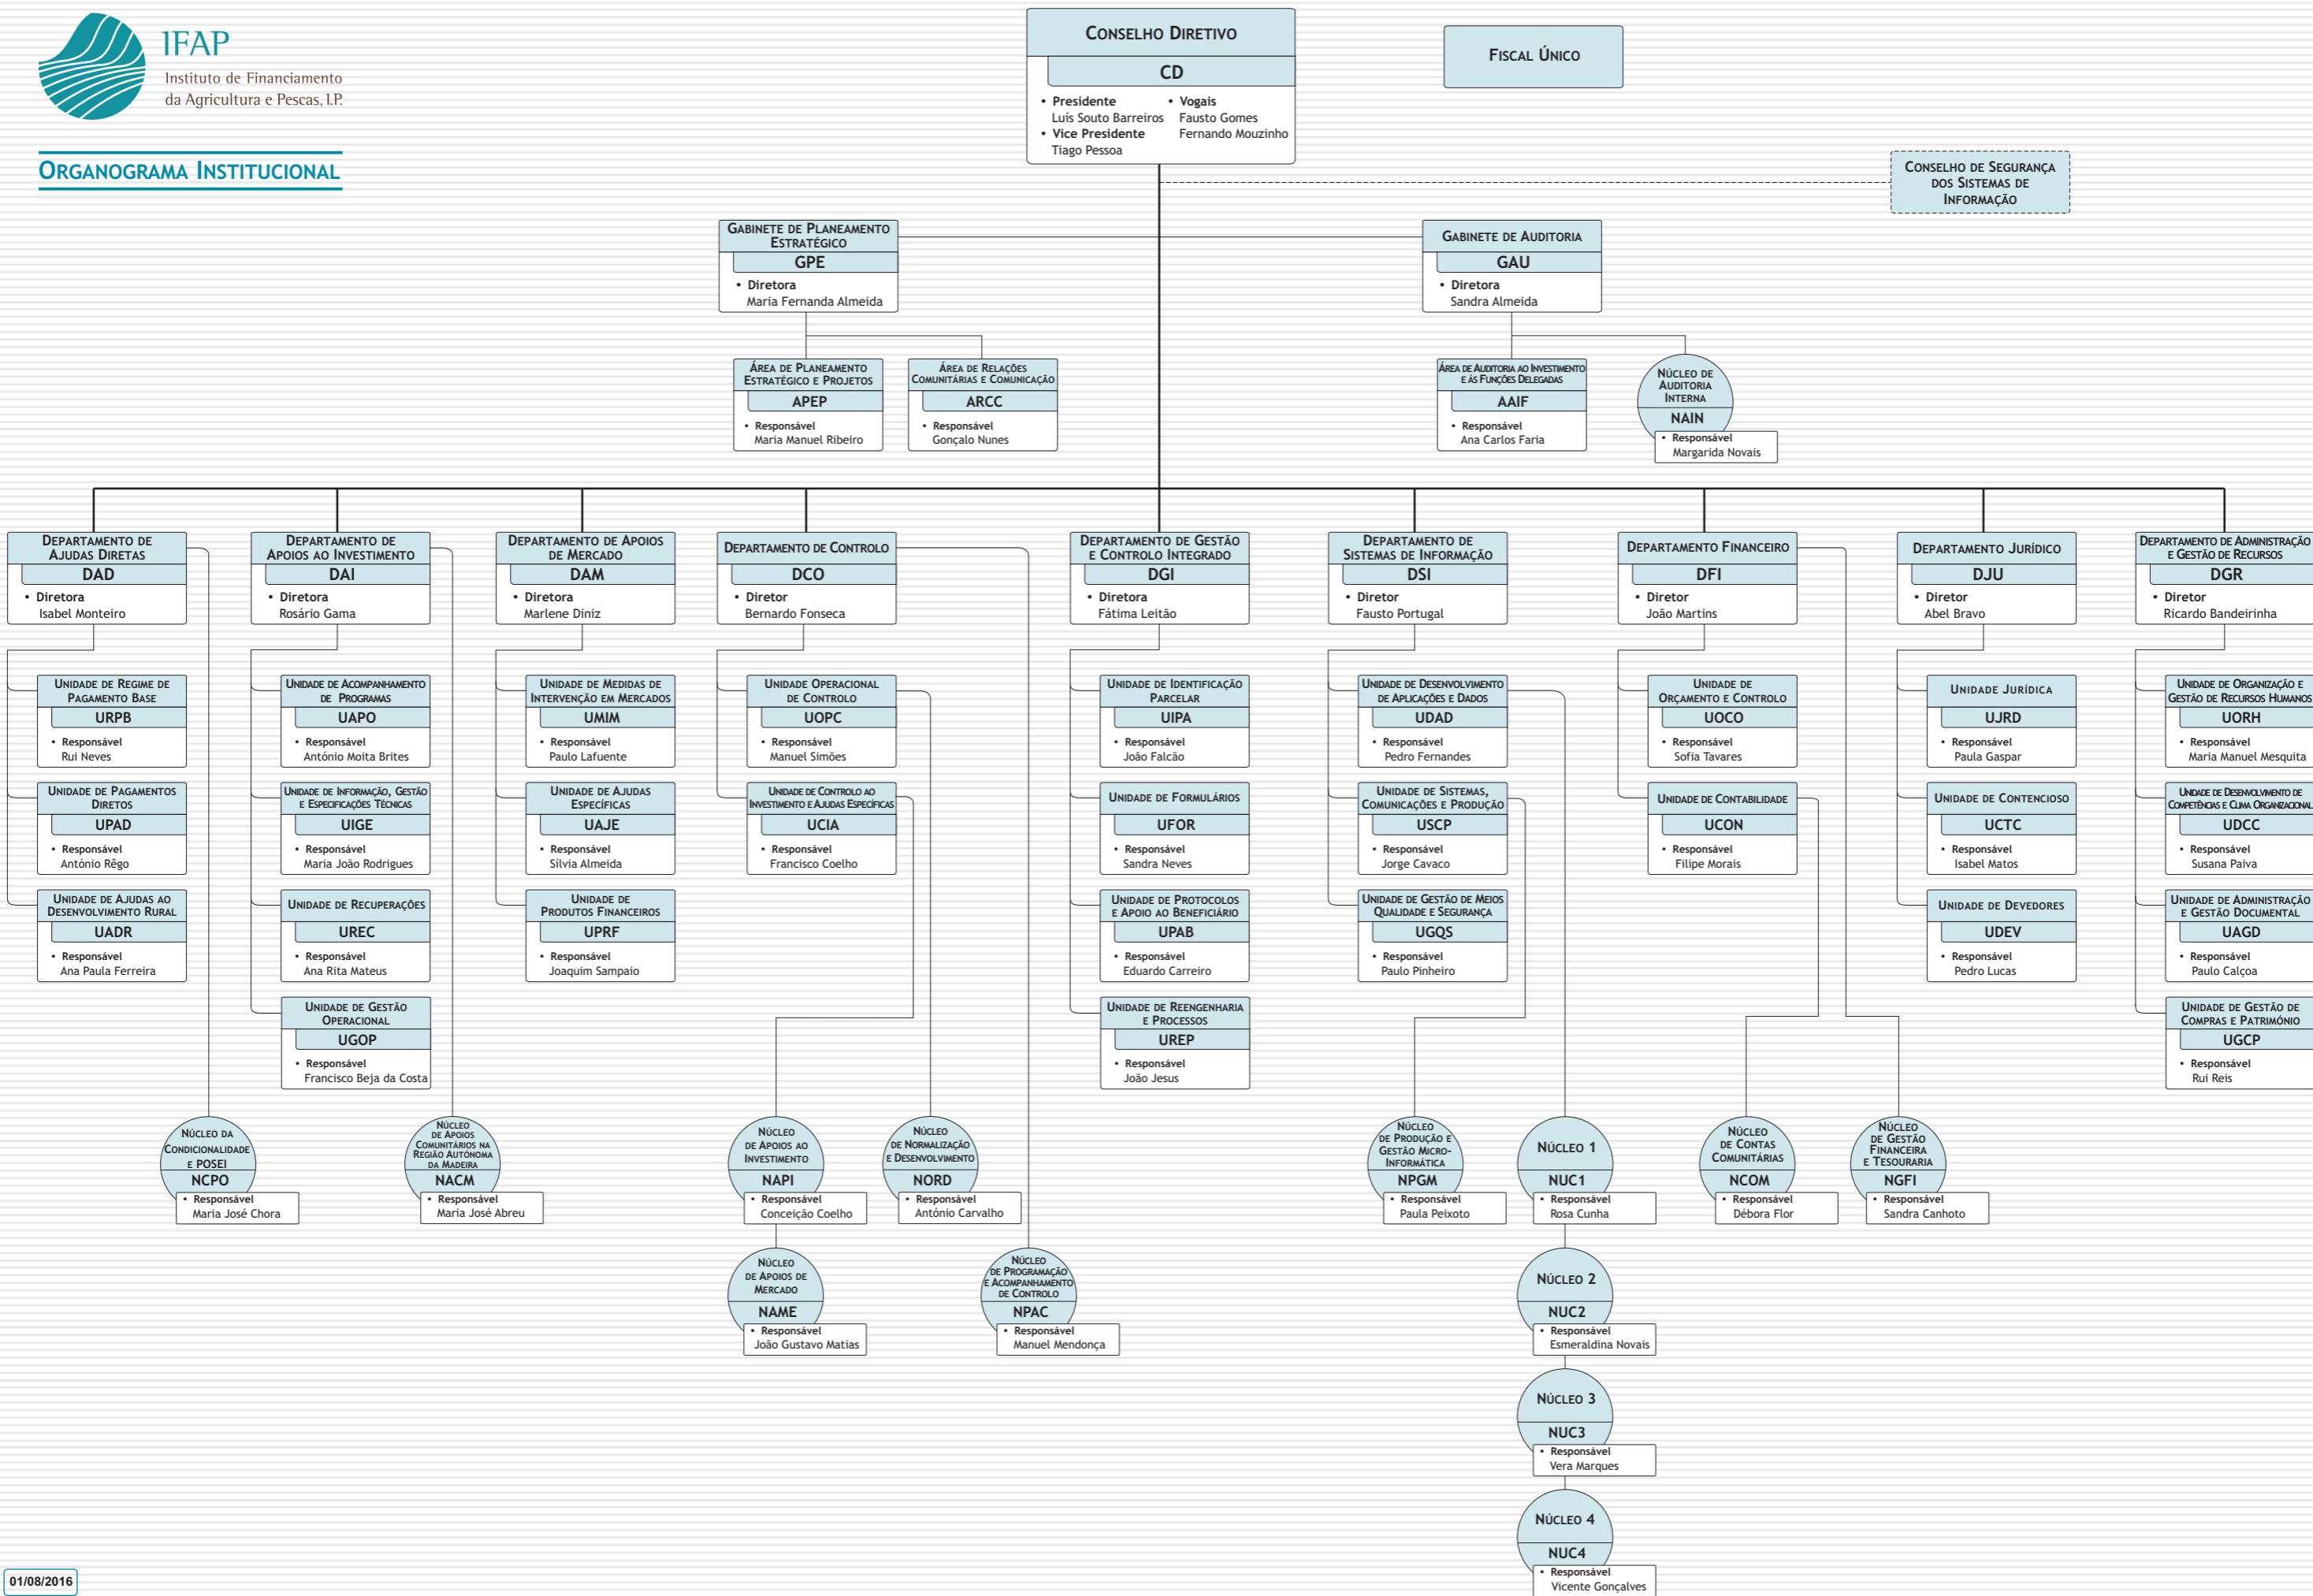 IFAP
Instituto de Financiamento
da Agricultura e Pescas, I.P.
ORGANOGRAMA INSTITUCIONAL
CONSELHO DIRETIVO
CD
• Presidente
Luís Souto Barreiros
• Vice Presidente
Tiago Pessoa
• Vogais
Fausto Gomes
Fernando Mouzinho
FISCAL ÚNICO
CONSELHO DE SEGURANÇA
DOS SISTEMAS DE
INFORMAÇÃO
GABINETE DE PLANEAMENTO
ESTRATÉGICO
GPE
• Diretora
Maria Fernanda Almeida
GABINETE DE AUDITORIA
GAU
• Diretora
Sandra Almeida
ÁREA DE PLANEAMENTO
ESTRATÉGICO E PROJETOS
APEP
• Responsável
Maria Manuel Ribeiro
ÁREA DE RELAÇÕES
COMUNITÁRIAS E COMUNICAÇÃO
ARCC
• Responsável
Gonçalo Nunes
ÁREA DE AUDITORIA AO INVESTIMENTO
E ÁS FUNÇÕES DELEGADAS
AAIF
• Responsável
Ana Carlos Faria
NÚCLEO DE
AUDITORIA
INTERNA
NAIN
• Responsável
Margarida Novais
DEPARTAMENTO DE
AJUDAS DIRETAS
DAD
• Diretora
Isabel Monteiro
DEPARTAMENTO DE
APOIOS AO INVESTIMENTO
DAI
• Diretora
Rosário Gama
DEPARTAMENTO DE APOIOS
DE MERCADO
DAM
• Diretora
Marlene Diniz
DEPARTAMENTO DE CONTROLO
DCO
• Diretor
Bernardo Fonseca
DEPARTAMENTO DE GESTÃO
E CONTROLO INTEGRADO
DGI
• Diretora
Fátima Leitão
DEPARTAMENTO DE
SISTEMAS DE INFORMAÇÃO
DSI
• Diretor
Fausto Portugal
DEPARTAMENTO FINANCEIRO
DFI
• Diretor
João Martins
DEPARTAMENTO JURÍDICO
DJU
• Diretor
Abel Bravo
DEPARTAMENTO DE ADMINISTRAÇÃO
E GESTÃO DE RECURSOS
DGR
• Diretor
Ricardo Bandeirinha
UNIDADE DE REGIME DE
PAGAMENTO BASE
URPB
• Responsável
Rui Neves
UNIDADE DE ACOMPANHAMENTO
DE PROGRAMAS
UAPO
• Responsável
António Moita Brites
UNIDADE DE MEDIDAS DE
INTERVENÇÃO EM MERCADOS
UMIM
• Responsável
Paulo Lafuente
UNIDADE OPERACIONAL
DE CONTROLO
UOPC
• Responsável
Manuel Simões
UNIDADE DE IDENTIFICAÇÃO
PARCELAR
UIPA
• Responsável
João Falcão
UNIDADE DE DESENVOLVIMENTO
DE APLICAÇÕES E DADOS
UDAD
• Responsável
Pedro Fernandes
UNIDADE DE
ORÇAMENTO E CONTROLO
UOCO
• Responsável
Sofia Tavares
UNIDADE JURÍDICA
UJRD
• Responsável
Paula Gaspar
UNIDADE DE ORGANIZAÇÃO E
GESTÃO DE RECURSOS HUMANOS
UORH
• Responsável
Maria Manuel Mesquita
UNIDADE DE PAGAMENTOS
DIRETOS
UPAD
• Responsável
António Rêgo
UNIDADE DE INFORMAÇÃO, GESTÃO
E ESPECIFICAÇÕES TÉCNICAS
UIGE
• Responsável
Maria João Rodrigues
UNIDADE DE AJUDAS
ESPECÍFICAS
UAJE
• Responsável
Sílvia Almeida
UNIDADE DE CONTROLO AO
INVESTIMENTO E AJUDAS ESPECÍFICAS
UCIA
• Responsável
Francisco Coelho
UNIDADE DE FORMULÁRIOS
UFOR
• Responsável
Sandra Neves
UNIDADE DE SISTEMAS,
COMUNICAÇÕES E PRODUÇÃO
USCP
• Responsável
Jorge Cavaco
UNIDADE DE CONTABILIDADE
UCON
• Responsável
Filipe Morais
UNIDADE DE CONTENCIOSO
UCTC
• Responsável
Isabel Matos
UNIDADE DE DESENVOLVIMENTO DE
COMPETÊNCIAS E CLIMA ORGANIZACIONAL
UDCC
• Responsável
Susana Paiva
UNIDADE DE AJUDAS AO
DESENVOLVIMENTO RURAL
UADR
• Responsável
Ana Paula Ferreira
UNIDADE DE RECUPERAÇÕES
UREC
• Responsável
Ana Rita Mateus
UNIDADE DE
PRODUTOS FINANCEIROS
UPRF
• Responsável
Joaquim Sampaio
UNIDADE DE PROTOCOLOS
E APOIO AO BENEFICIÁRIO
UPAB
• Responsável
Eduardo Carreiro
UNIDADE DE GESTÃO DE MEIOS
QUALIDADE E SEGURANÇA
UGQS
• Responsável
Paulo Pinheiro
UNIDADE DE DEVEDORES
UDEV
• Responsável
Pedro Lucas
UNIDADE DE ADMINISTRAÇÃO
E GESTÃO DOCUMENTAL
UAGD
• Responsável
Paulo Calçoa
UNIDADE DE GESTÃO
OPERACIONAL
UGOP
• Responsável
Francisco Beja da Costa
UNIDADE DE REENGENHARIA
E PROCESSOS
UREP
• Responsável
João Jesus
UNIDADE DE GESTÃO DE
COMPRAS E PATRIMÓNIO
UGCP
• Responsável
Rui Reis
NÚCLEO DA
CONDICIONALIDADE
E POSEI
NCPO
• Responsável
Maria José Chora
NÚCLEO
DE APOIOS
COMUNITÁRIOS NA
REGIÃO AUTÓNOMA
DA MADEIRA
NACM
• Responsável
Maria José Abreu
NÚCLEO
DE APOIOS AO
INVESTIMENTO
NAPI
• Responsável
Conceição Coelho
NÚCLEO
DE NORMALIZAÇÃO
E DESENVOLVIMENTO
NORD
• Responsável
António Carvalho
NÚCLEO
DE PRODUÇÃO E
GESTÃO MICRO-
INFORMÁTICA
NPGM
• Responsável
Paula Peixoto
NÚCLEO 1
NUC1
• Responsável
Rosa Cunha
NÚCLEO
DE CONTAS
COMUNITÁRIAS
NCOM
• Responsável
Débora Flor
NÚCLEO
DE GESTÃO
FINANCEIRA
E TESOURARIA
NGFI
• Responsável
Sandra Canhoto
NÚCLEO
DE APOIOS DE
MERCADO
NAME
• Responsável
João Gustavo Matias
NÚCLEO
DE PROGRAMAÇÃO
E ACOMPANHAMENTO
DE CONTROLO
NPAC
• Responsável
Manuel Mendonça
NÚCLEO 2
NUC2
• Responsável
Esmeraldina Novais
NÚCLEO 3
NUC3
• Responsável
Vera Marques
NÚCLEO 4
NUC4
• Responsável
Vicente Gonçalves
01/08/2016